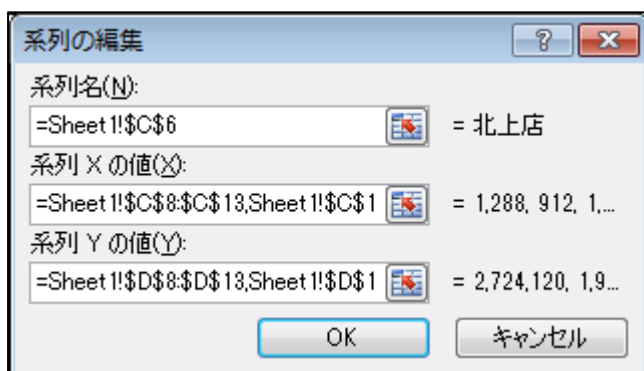 系列の編集
系列名(N):
=Sheet1!$C$6 = 北上店
系列 X の値(X):
=Sheet1!$C$8:$C$13,Sheet1!$C$1 = 1,288, 912, 1,...
系列 Y の値(Y):
=Sheet1!$D$8:$D$13,Sheet1!$D$1 = 2,724,120, 1,9...
OK キャンセル